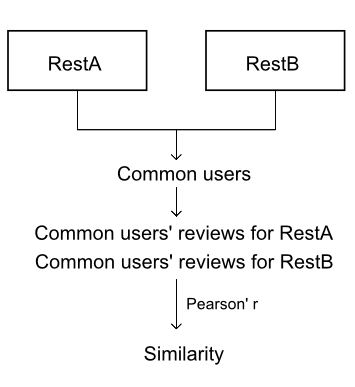 RestA
RestB
Common users
Common users' reviews for RestA
Common users' reviews for RestB
Pearson' r
Similarity